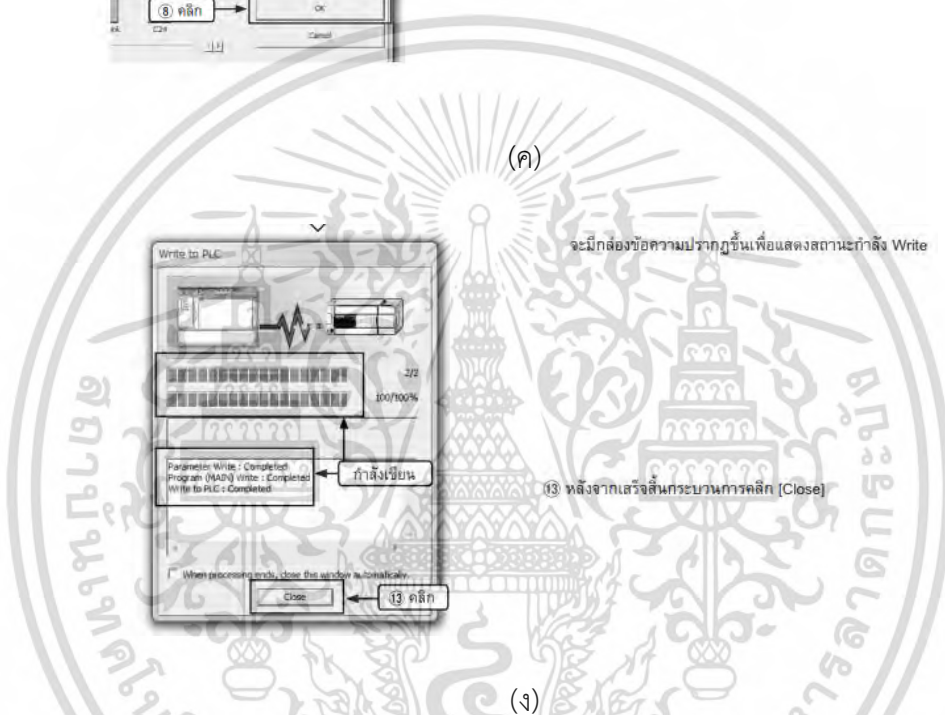 ⑧ คลิก
OK
Cancel
(ค)
จะมีกล่องข้อความปรากฏขึ้นเพื่อแสดงสถานะกำลัง Write
Write to PLC
2/2
100/100%
Parameter Write : Completed
Program (MAIN) Write : Completed
Write to PLC : Completed
กำลังเขียน
⑬ หลังจากเสร็จสิ้นกระบวนการคลิก [Close]
When processing ends, close this window automatically.
Close
⑬ คลิก
(ง)